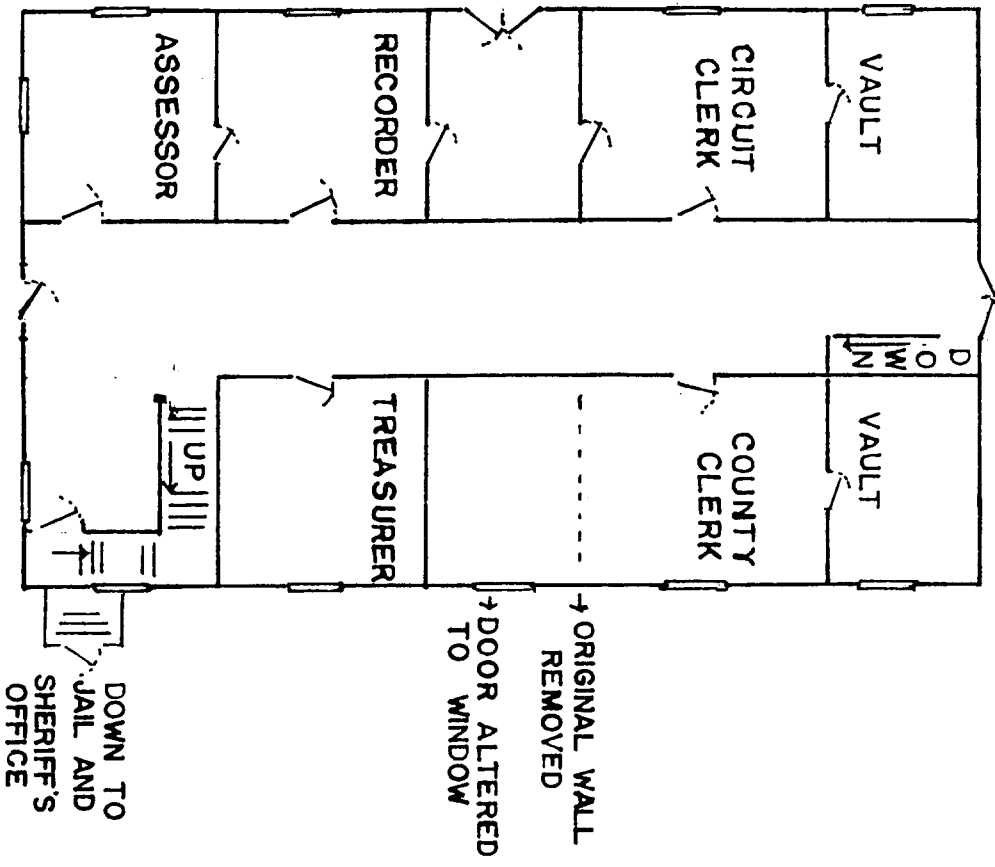 ASSESSOR
RECORDER
CIRCUIT
CLERK
VAULT
DOWN
UP
TREASURER
COUNTY
CLERK
VAULT
DOWN TO
JAIL AND
SHERIFF'S
OFFICE
DOOR ALTERED
TO WINDOW
ORIGINAL WALL
REMOVED